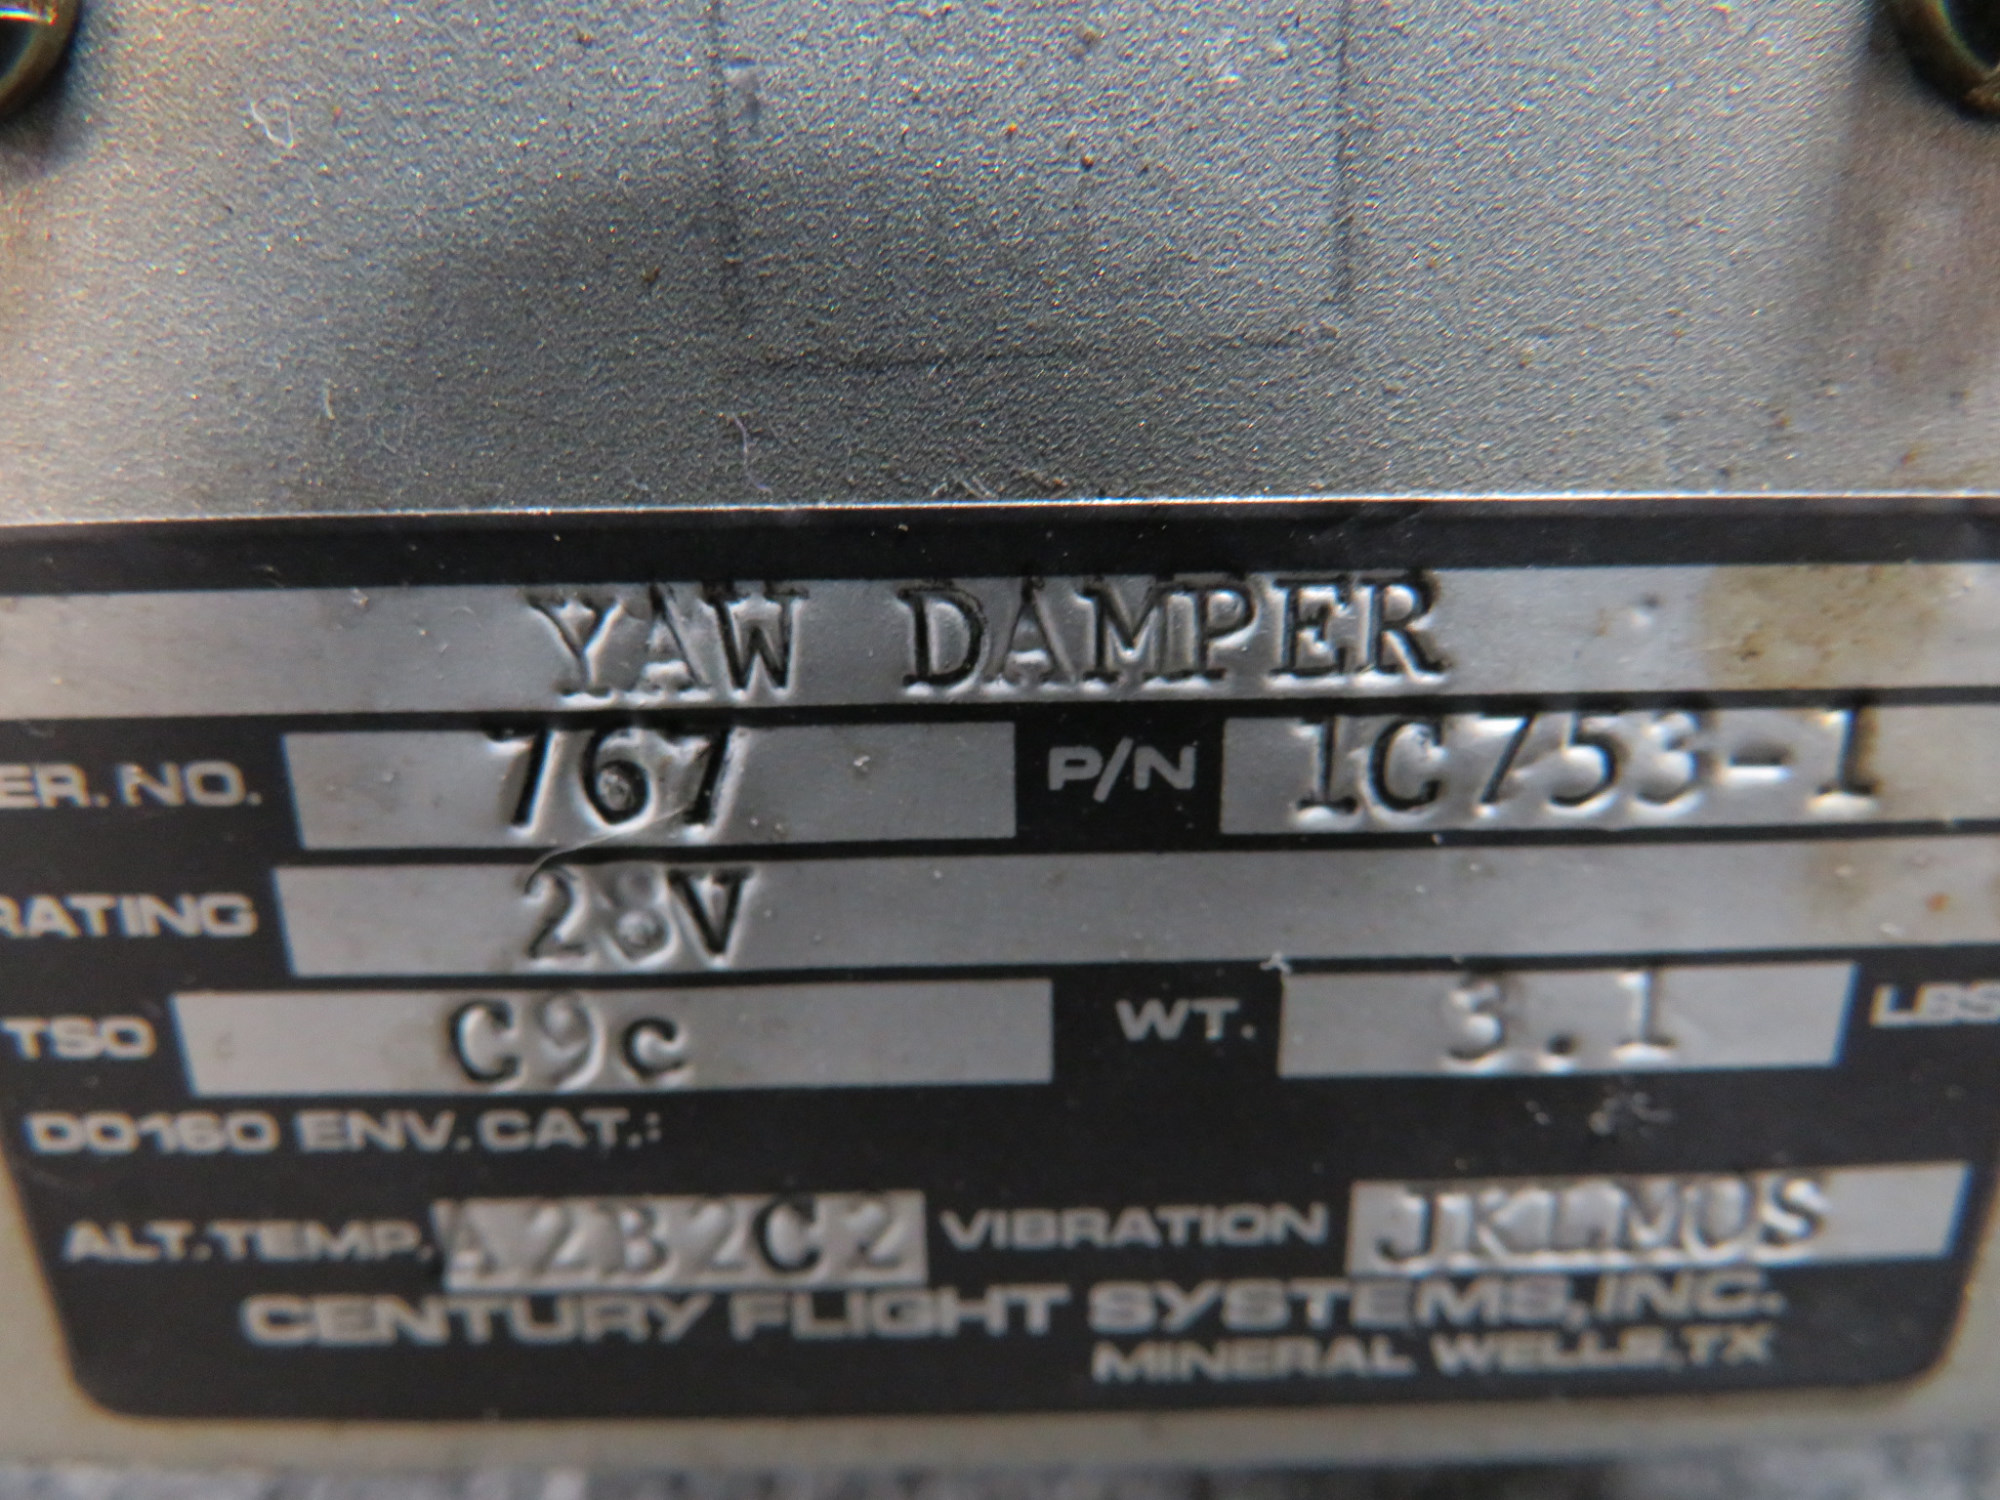 YAW DAMPER
ER. NO. 767 P/N 1C753-1
RATING 28V
TSO C9c WT. 3.1 LBS
DO160 ENV. CAT.:
ALT. TEMP. A2B2C2 VIBRATION JKLMOS
CENTURY FLIGHT SYSTEMS, INC.
MINERAL WELLS, TX